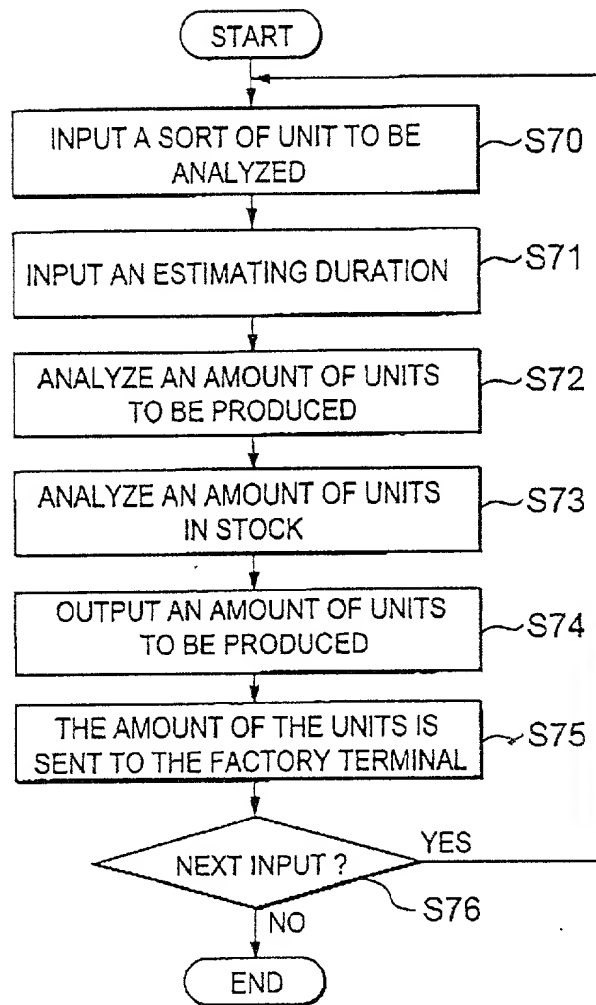 START
INPUT A SORT OF UNIT TO BE
ANALYZED
S70
INPUT AN ESTIMATING DURATION
S71
ANALYZE AN AMOUNT OF UNITS
TO BE PRODUCED
S72
ANALYZE AN AMOUNT OF UNITS
IN STOCK
S73
OUTPUT AN AMOUNT OF UNITS
TO BE PRODUCED
S74
THE AMOUNT OF THE UNITS IS
SENT TO THE FACTORY TERMINAL
S75
NEXT INPUT ?
YES
S76
NO
END